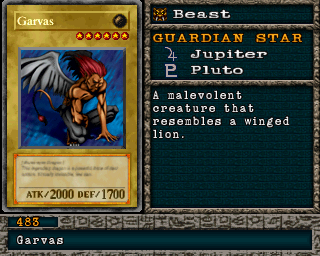 Garvas
ATK/2000 DEF/1700
Beast
GUARDIAN STAR
Jupiter
Pluto
A malevolent
creature that
resembles a winged
lion.
483
Garvas